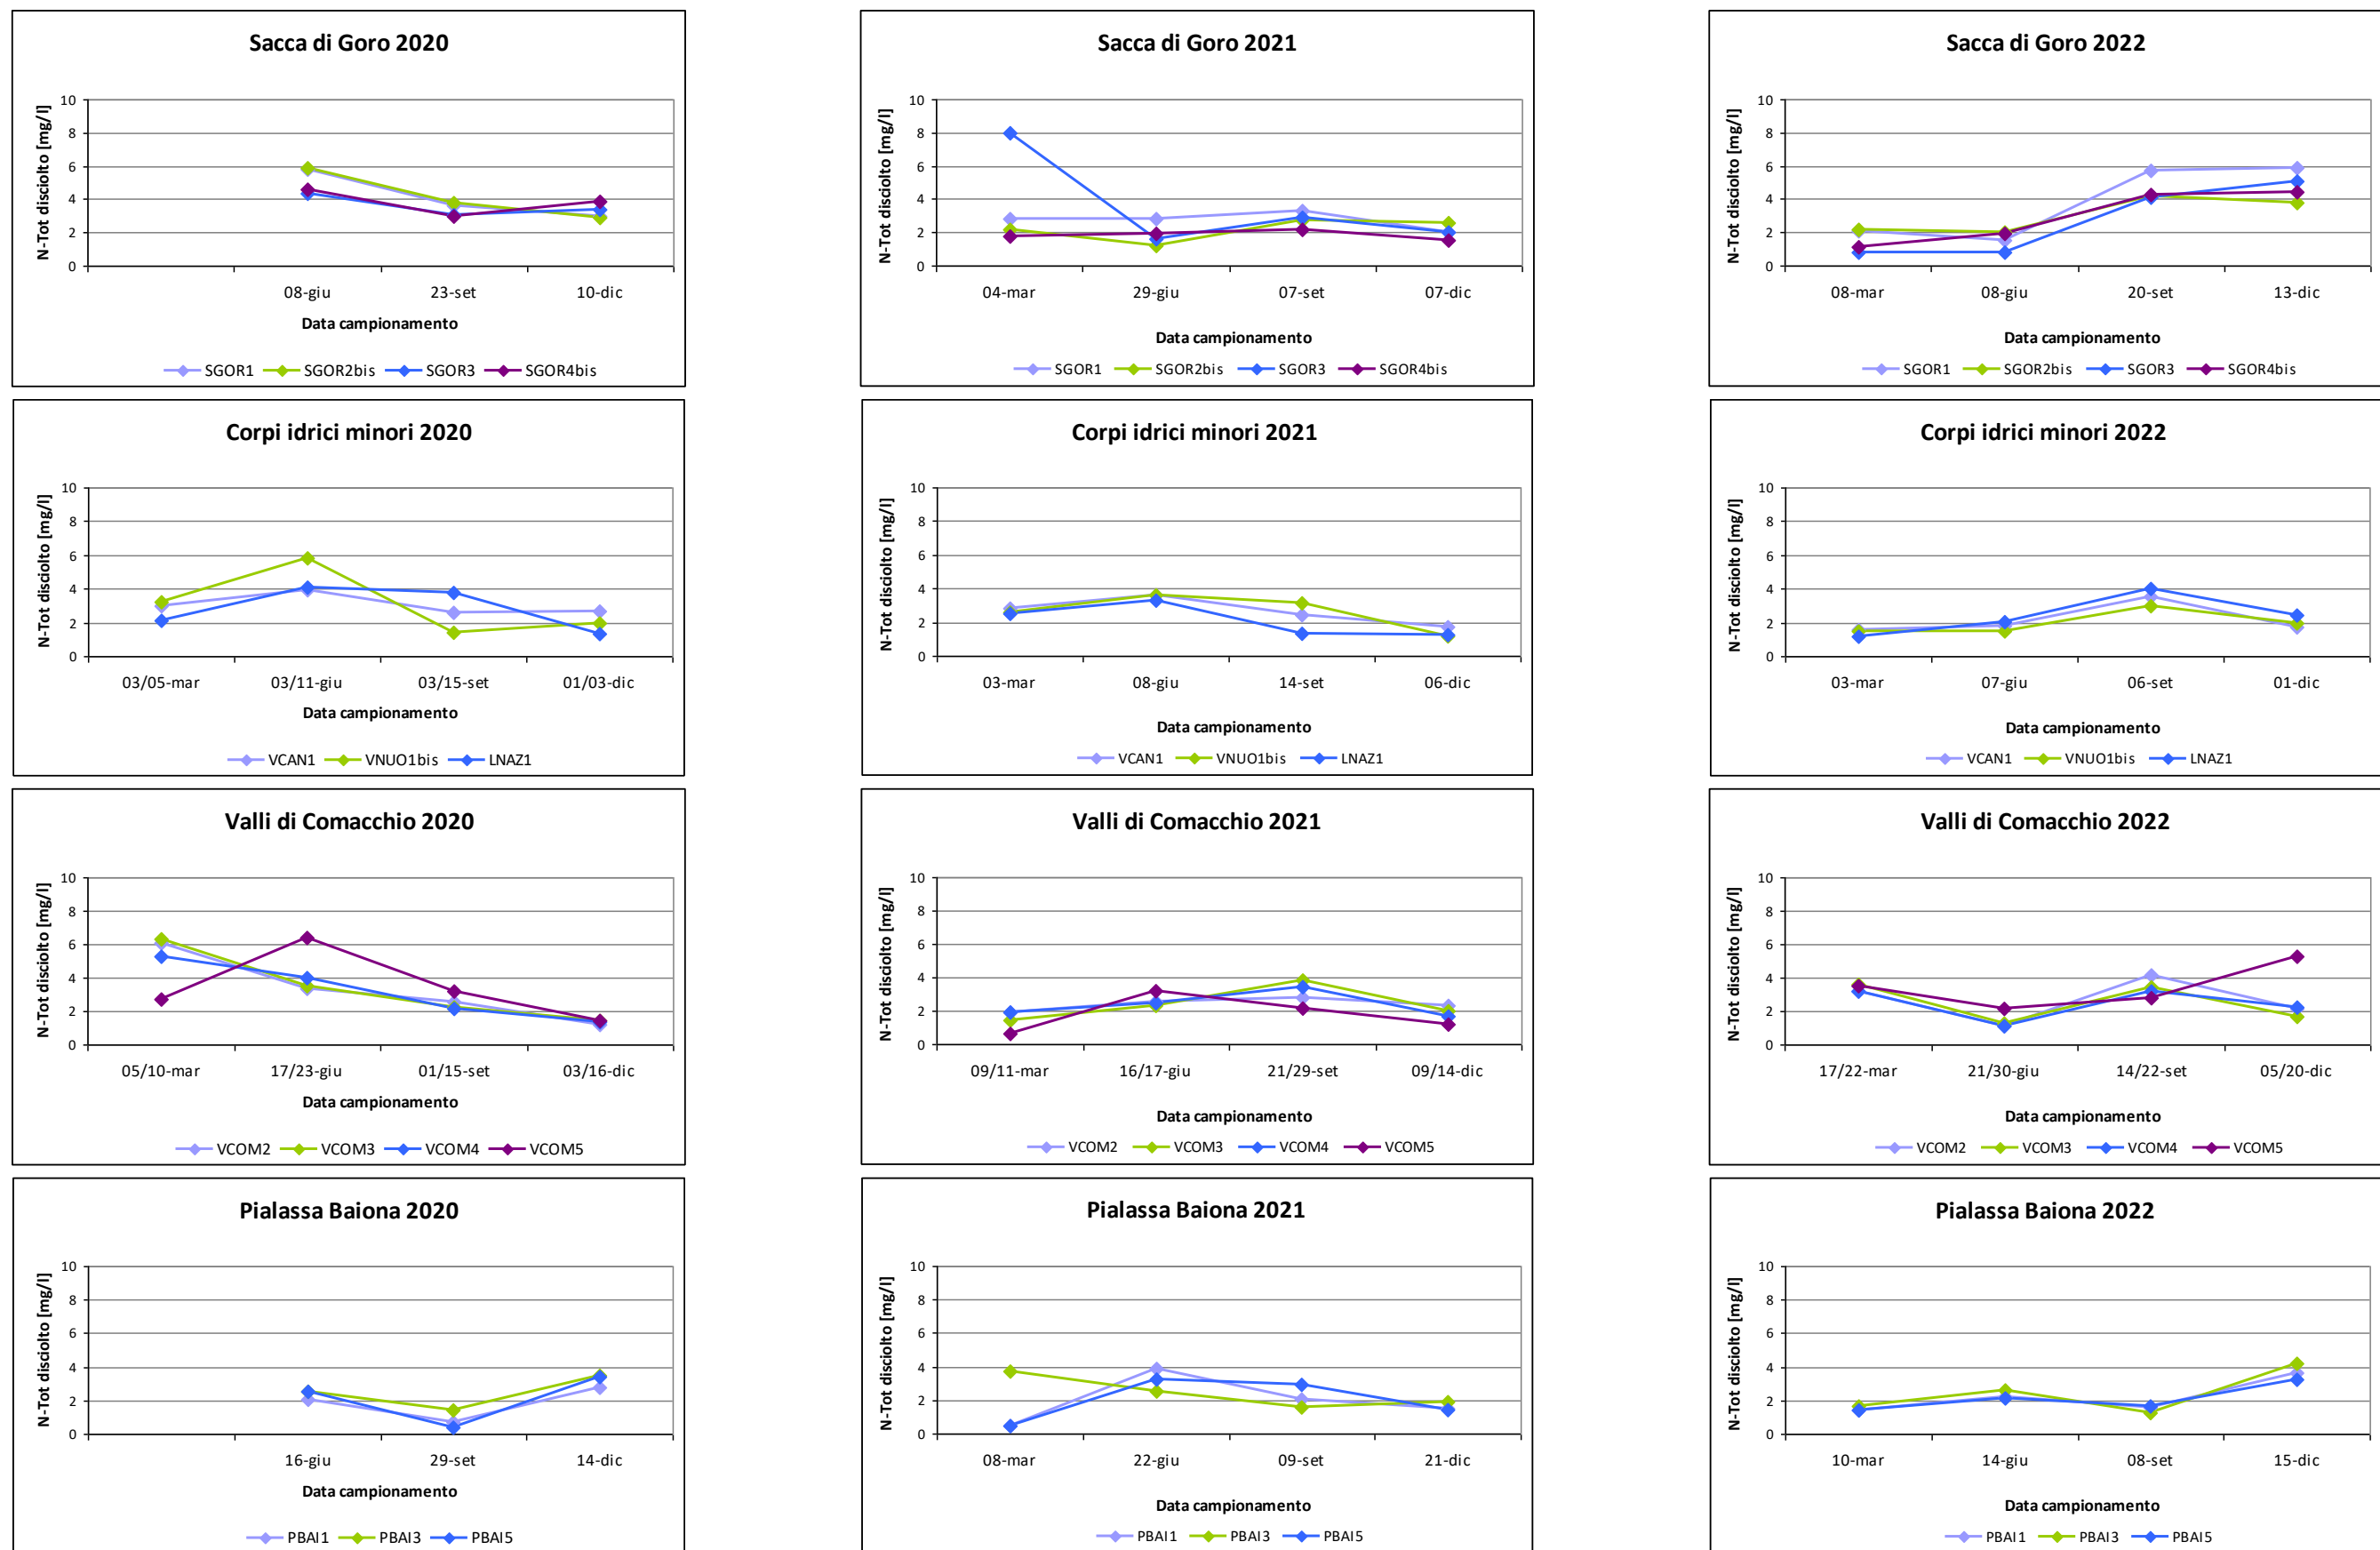 Sacca di Goro 2020
N-Tot disciolto [mg/l]
10
8
6
4
2
0
08-giu 23-set 10-dic
Data campionamento
SGOR1 SGOR2bis SGOR3 SGOR4bis
Sacca di Goro 2021
N-Tot disciolto [mg/l]
10
8
6
4
2
0
04-mar 29-giu 07-set 07-dic
Data campionamento
SGOR1 SGOR2bis SGOR3 SGOR4bis
Sacca di Goro 2022
N-Tot disciolto [mg/l]
10
8
6
4
2
0
08-mar 08-giu 20-set 13-dic
Data campionamento
SGOR1 SGOR2bis SGOR3 SGOR4bis
Corpi idrici minori 2020
N-Tot disciolto [mg/l]
10
8
6
4
2
0
03/05-mar 03/11-giu 03/15-set 01/03-dic
Data campionamento
VCAN1 VNUO1bis LNAZ1
Corpi idrici minori 2021
N-Tot disciolto [mg/l]
10
8
6
4
2
0
03-mar 08-giu 14-set 06-dic
Data campionamento
VCAN1 VNUO1bis LNAZ1
Corpi idrici minori 2022
N-Tot disciolto [mg/l]
10
8
6
4
2
0
03-mar 07-giu 06-set 01-dic
Data campionamento
VCAN1 VNUO1bis LNAZ1
Valli di Comacchio 2020
N-Tot disciolto [mg/l]
10
8
6
4
2
0
05/10-mar 17/23-giu 01/15-set 03/16-dic
Data campionamento
VCOM2 VCOM3 VCOM4 VCOM5
Valli di Comacchio 2021
N-Tot disciolto [mg/l]
10
8
6
4
2
0
09/11-mar 16/17-giu 21/29-set 09/14-dic
Data campionamento
VCOM2 VCOM3 VCOM4 VCOM5
Valli di Comacchio 2022
N-Tot disciolto [mg/l]
10
8
6
4
2
0
17/22-mar 21/30-giu 14/22-set 05/20-dic
Data campionamento
VCOM2 VCOM3 VCOM4 VCOM5
Pialassa Baiona 2020
N-Tot disciolto [mg/l]
10
8
6
4
2
0
16-giu 29-set 14-dic
Data campionamento
PBAI1 PBAI3 PBAI5
Pialassa Baiona 2021
N-Tot disciolto [mg/l]
10
8
6
4
2
0
08-mar 22-giu 09-set 21-dic
Data campionamento
PBAI1 PBAI3 PBAI5
Pialassa Baiona 2022
N-Tot disciolto [mg/l]
10
8
6
4
2
0
10-mar 14-giu 08-set 15-dic
Data campionamento
PBAI1 PBAI3 PBAI5